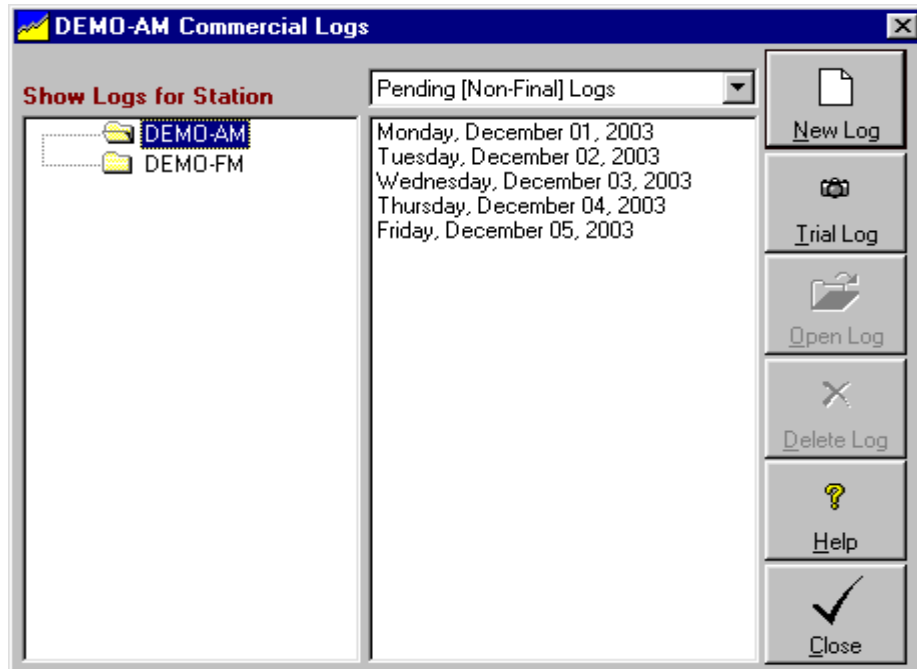 DEMO-AM Commercial Logs
Show Logs for Station
DEMO-AM
DEMO-FM
Pending [Non-Final] Logs
Monday, December 01, 2003
Tuesday, December 02, 2003
Wednesday, December 03, 2003
Thursday, December 04, 2003
Friday, December 05, 2003
New Log
Trial Log
Open Log
Delete Log
Help
Close